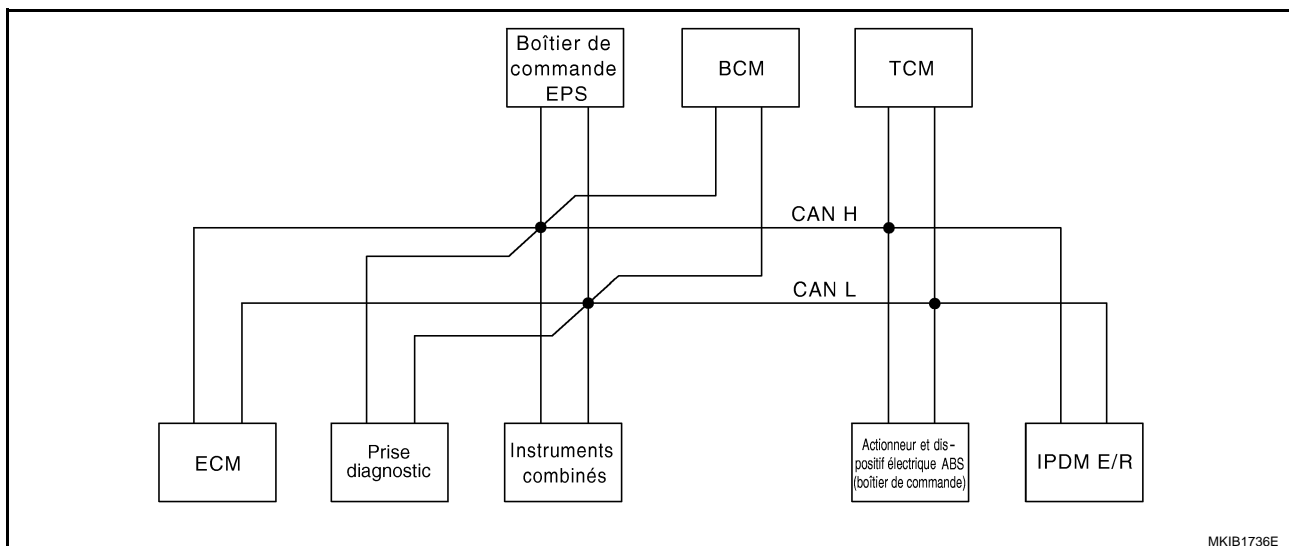 Boîtier de
commande
EPS
BCM
TCM
CAN H
CAN L
ECM
Prise
diagnostic
Instruments
combinés
Actionneur et dis-
positif électrique ABS
(boîtier de commande)
IPDM E/R
MKIB1736E